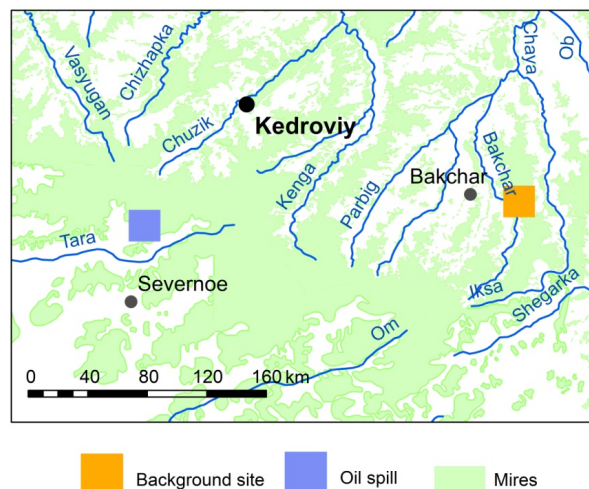 Vasyugan
Chizhapka
Chaya
Ob
Chuzik
Kedroviy
Kenga
Parbig
Bakchar
Bakchar
Tara
Severnoe
Iksa
Shegarka
Om
0 40 80 120 160 km
Background site
Oil spill
Mires